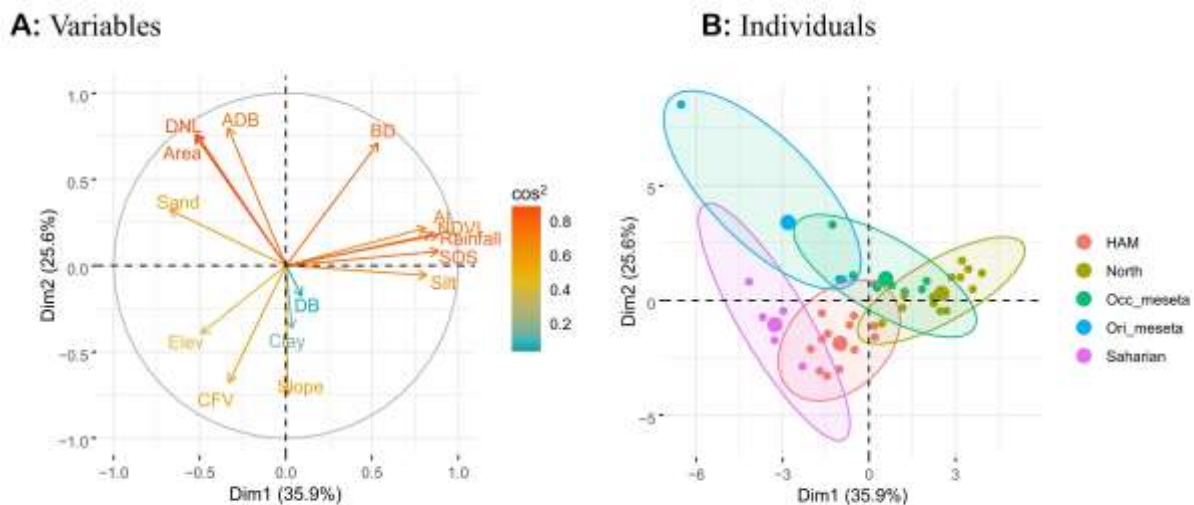 A: Variables
B: Individuals
1.0
0.5
0.0
−0.5
−1.0
Dim2 (25.6%)
DNL
ADB
BD
Area
Sand
AI
NDVI
Rainfall
SOS
Silt
DB
Clay
Elev
CFV
Slope
−1.0
−0.5
0.0
0.5
1.0
Dim1 (35.9%)
cos²
0.8
0.6
0.4
0.2
5
0
−5
Dim2 (25.6%)
−6
−3
0
3
Dim1 (35.9%)
HAM
North
Occ_meseta
Ori_meseta
Saharian